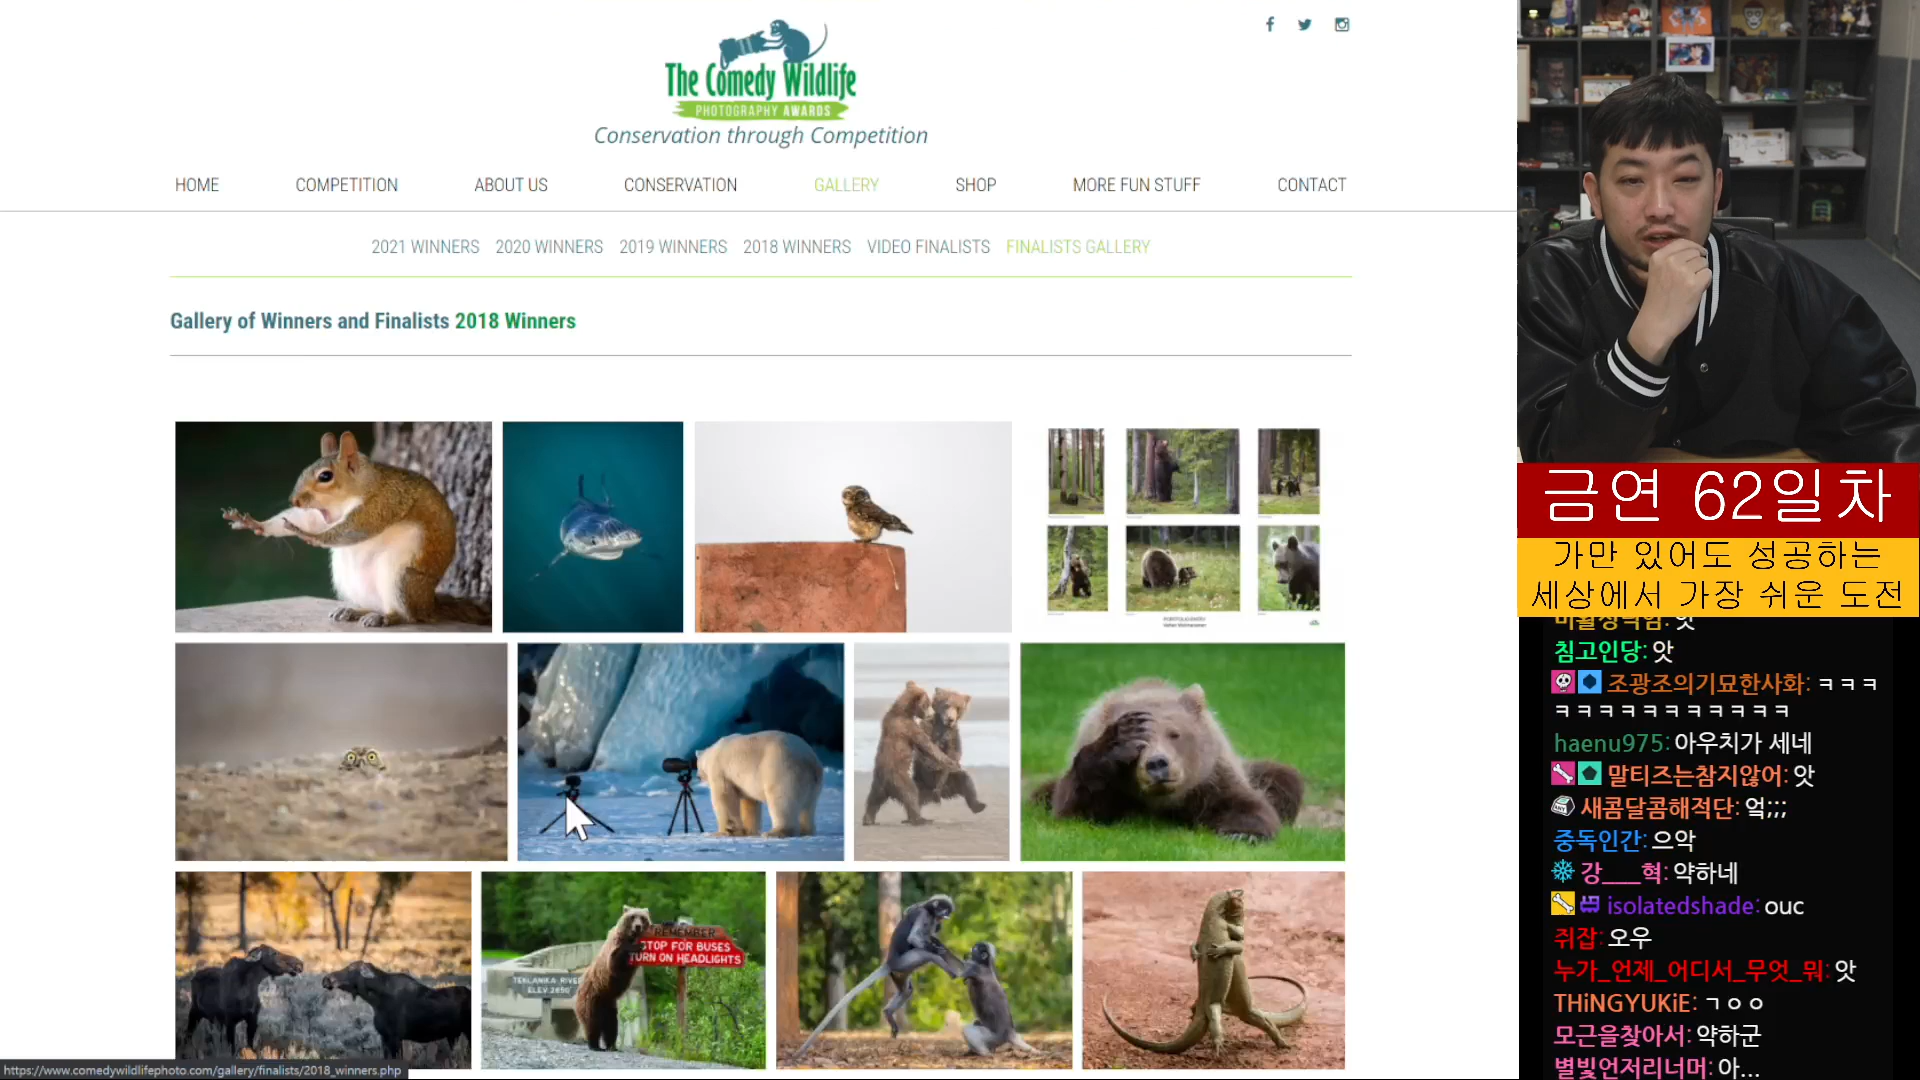 The Comedy Wildlife
PHOTOGRAPHY AWARDS
Conservation through Competition
HOME COMPETITION ABOUT US CONSERVATION GALLERY SHOP MORE FUN STUFF CONTACT
2021 WINNERS 2020 WINNERS 2019 WINNERS 2018 WINNERS VIDEO FINALISTS FINALISTS GALLERY
Gallery of Winners and Finalists 2018 Winners
REMEMBER
STOP FOR BUSES
TURN ON HEADLIGHTS
TEKLANIKA RIVER
ELEV. 2650
https://www.comedywildlifephoto.com/gallery/finalists/2018_winners.php
금연 62일차
가만 있어도 성공하는
세상에서 가장 쉬운 도전
앗
침고인당: 앗
조광조의기묘한사화: ㅋㅋㅋ
ㅋㅋㅋㅋㅋㅋㅋㅋㅋㅋㅋ
haenu975: 아우치가 세네
말티즈는참지않어: 앗
새콤달콤해적단: 엌;;;
중독인간: 으악
강___혁: 약하네
isolatedshade: ouc
쥐잡: 오우
누가_언제_어디서_무엇_뭐: 앗
THiNGYUKiE: ㄱㅇㅇ
모근을찾아서: 약하군
별빛언저리너머: 아...